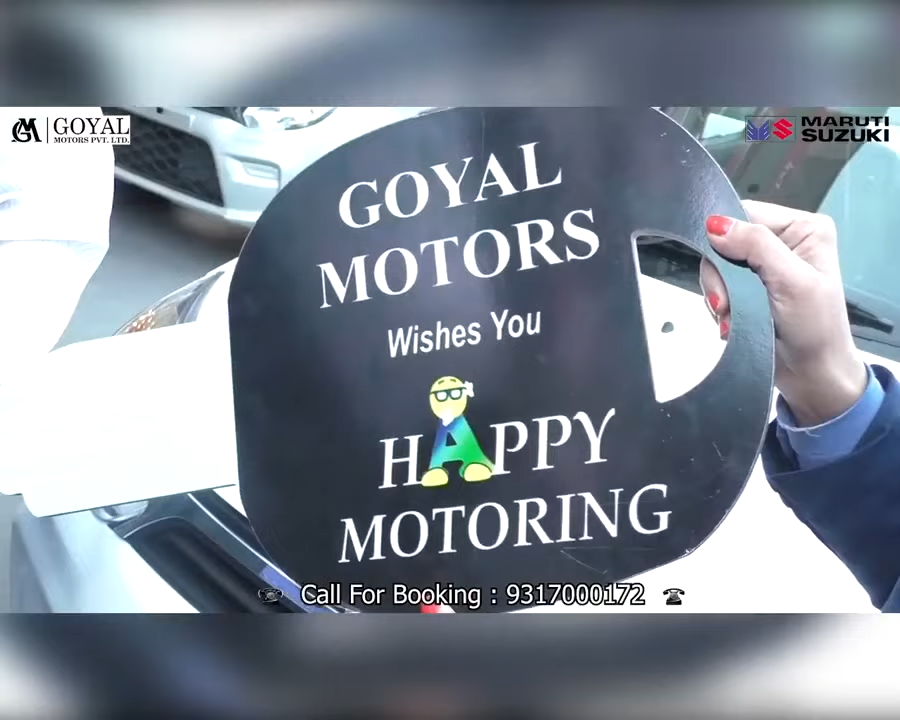 GOYAL
MOTORS PVT. LTD.
MARUTI
SUZUKI
GOYAL
MOTORS
Wishes You
HAPPY
MOTORING
Call For Booking : 9317000172